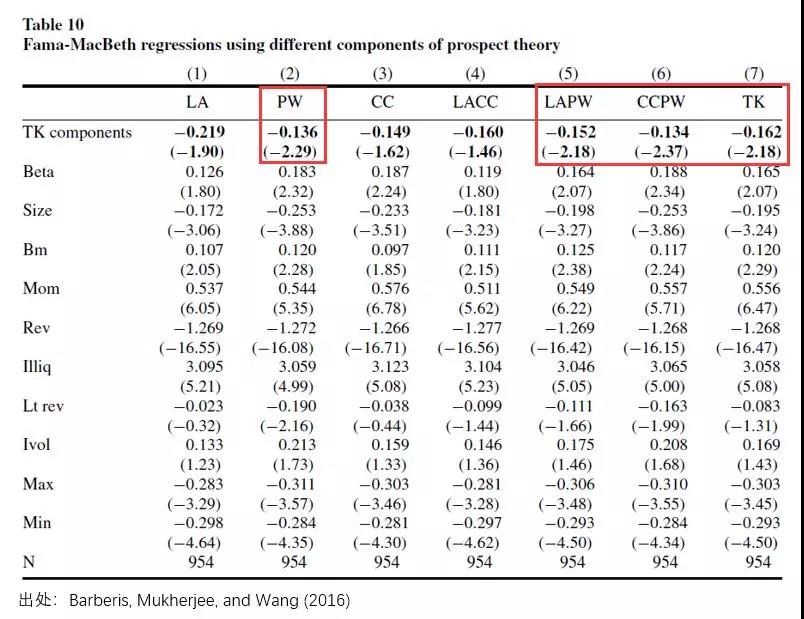 Table 10
Fama-MacBeth regressions using different components of prospect theory
(1) (2) (3) (4) (5) (6) (7)
LA PW CC LACC LAPW CCPW TK
TK components −0.219 −0.136 −0.149 −0.160 −0.152 −0.134 −0.162
(−1.90) (−2.29) (−1.62) (−1.46) (−2.18) (−2.37) (−2.18)
Beta 0.126 0.183 0.187 0.119 0.164 0.188 0.165
(1.80) (2.32) (2.24) (1.80) (2.07) (2.34) (2.07)
Size −0.172 −0.253 −0.233 −0.181 −0.198 −0.253 −0.195
(−3.06) (−3.88) (−3.51) (−3.23) (−3.27) (−3.86) (−3.24)
Bm 0.107 0.120 0.097 0.111 0.125 0.117 0.120
(2.05) (2.28) (1.85) (2.15) (2.38) (2.24) (2.29)
Mom 0.537 0.544 0.576 0.511 0.549 0.557 0.556
(6.05) (5.35) (6.78) (5.62) (6.22) (5.71) (6.47)
Rev −1.269 −1.272 −1.266 −1.277 −1.269 −1.268 −1.268
(−16.55) (−16.08) (−16.71) (−16.56) (−16.42) (−16.15) (−16.47)
Illiq 3.095 3.059 3.123 3.104 3.046 3.065 3.058
(5.21) (4.99) (5.08) (5.23) (5.05) (5.00) (5.08)
Lt rev −0.023 −0.190 −0.038 −0.099 −0.111 −0.163 −0.083
(−0.32) (−2.16) (−0.44) (−1.44) (−1.66) (−1.99) (−1.31)
Ivol 0.133 0.213 0.159 0.146 0.175 0.208 0.169
(1.23) (1.73) (1.33) (1.36) (1.46) (1.68) (1.43)
Max −0.283 −0.311 −0.303 −0.281 −0.306 −0.310 −0.303
(−3.29) (−3.57) (−3.46) (−3.28) (−3.48) (−3.55) (−3.45)
Min −0.298 −0.284 −0.281 −0.297 −0.293 −0.284 −0.293
(−4.64) (−4.35) (−4.30) (−4.62) (−4.50) (−4.34) (−4.50)
N 954 954 954 954 954 954 954
出处：Barberis, Mukherjee, and Wang (2016)